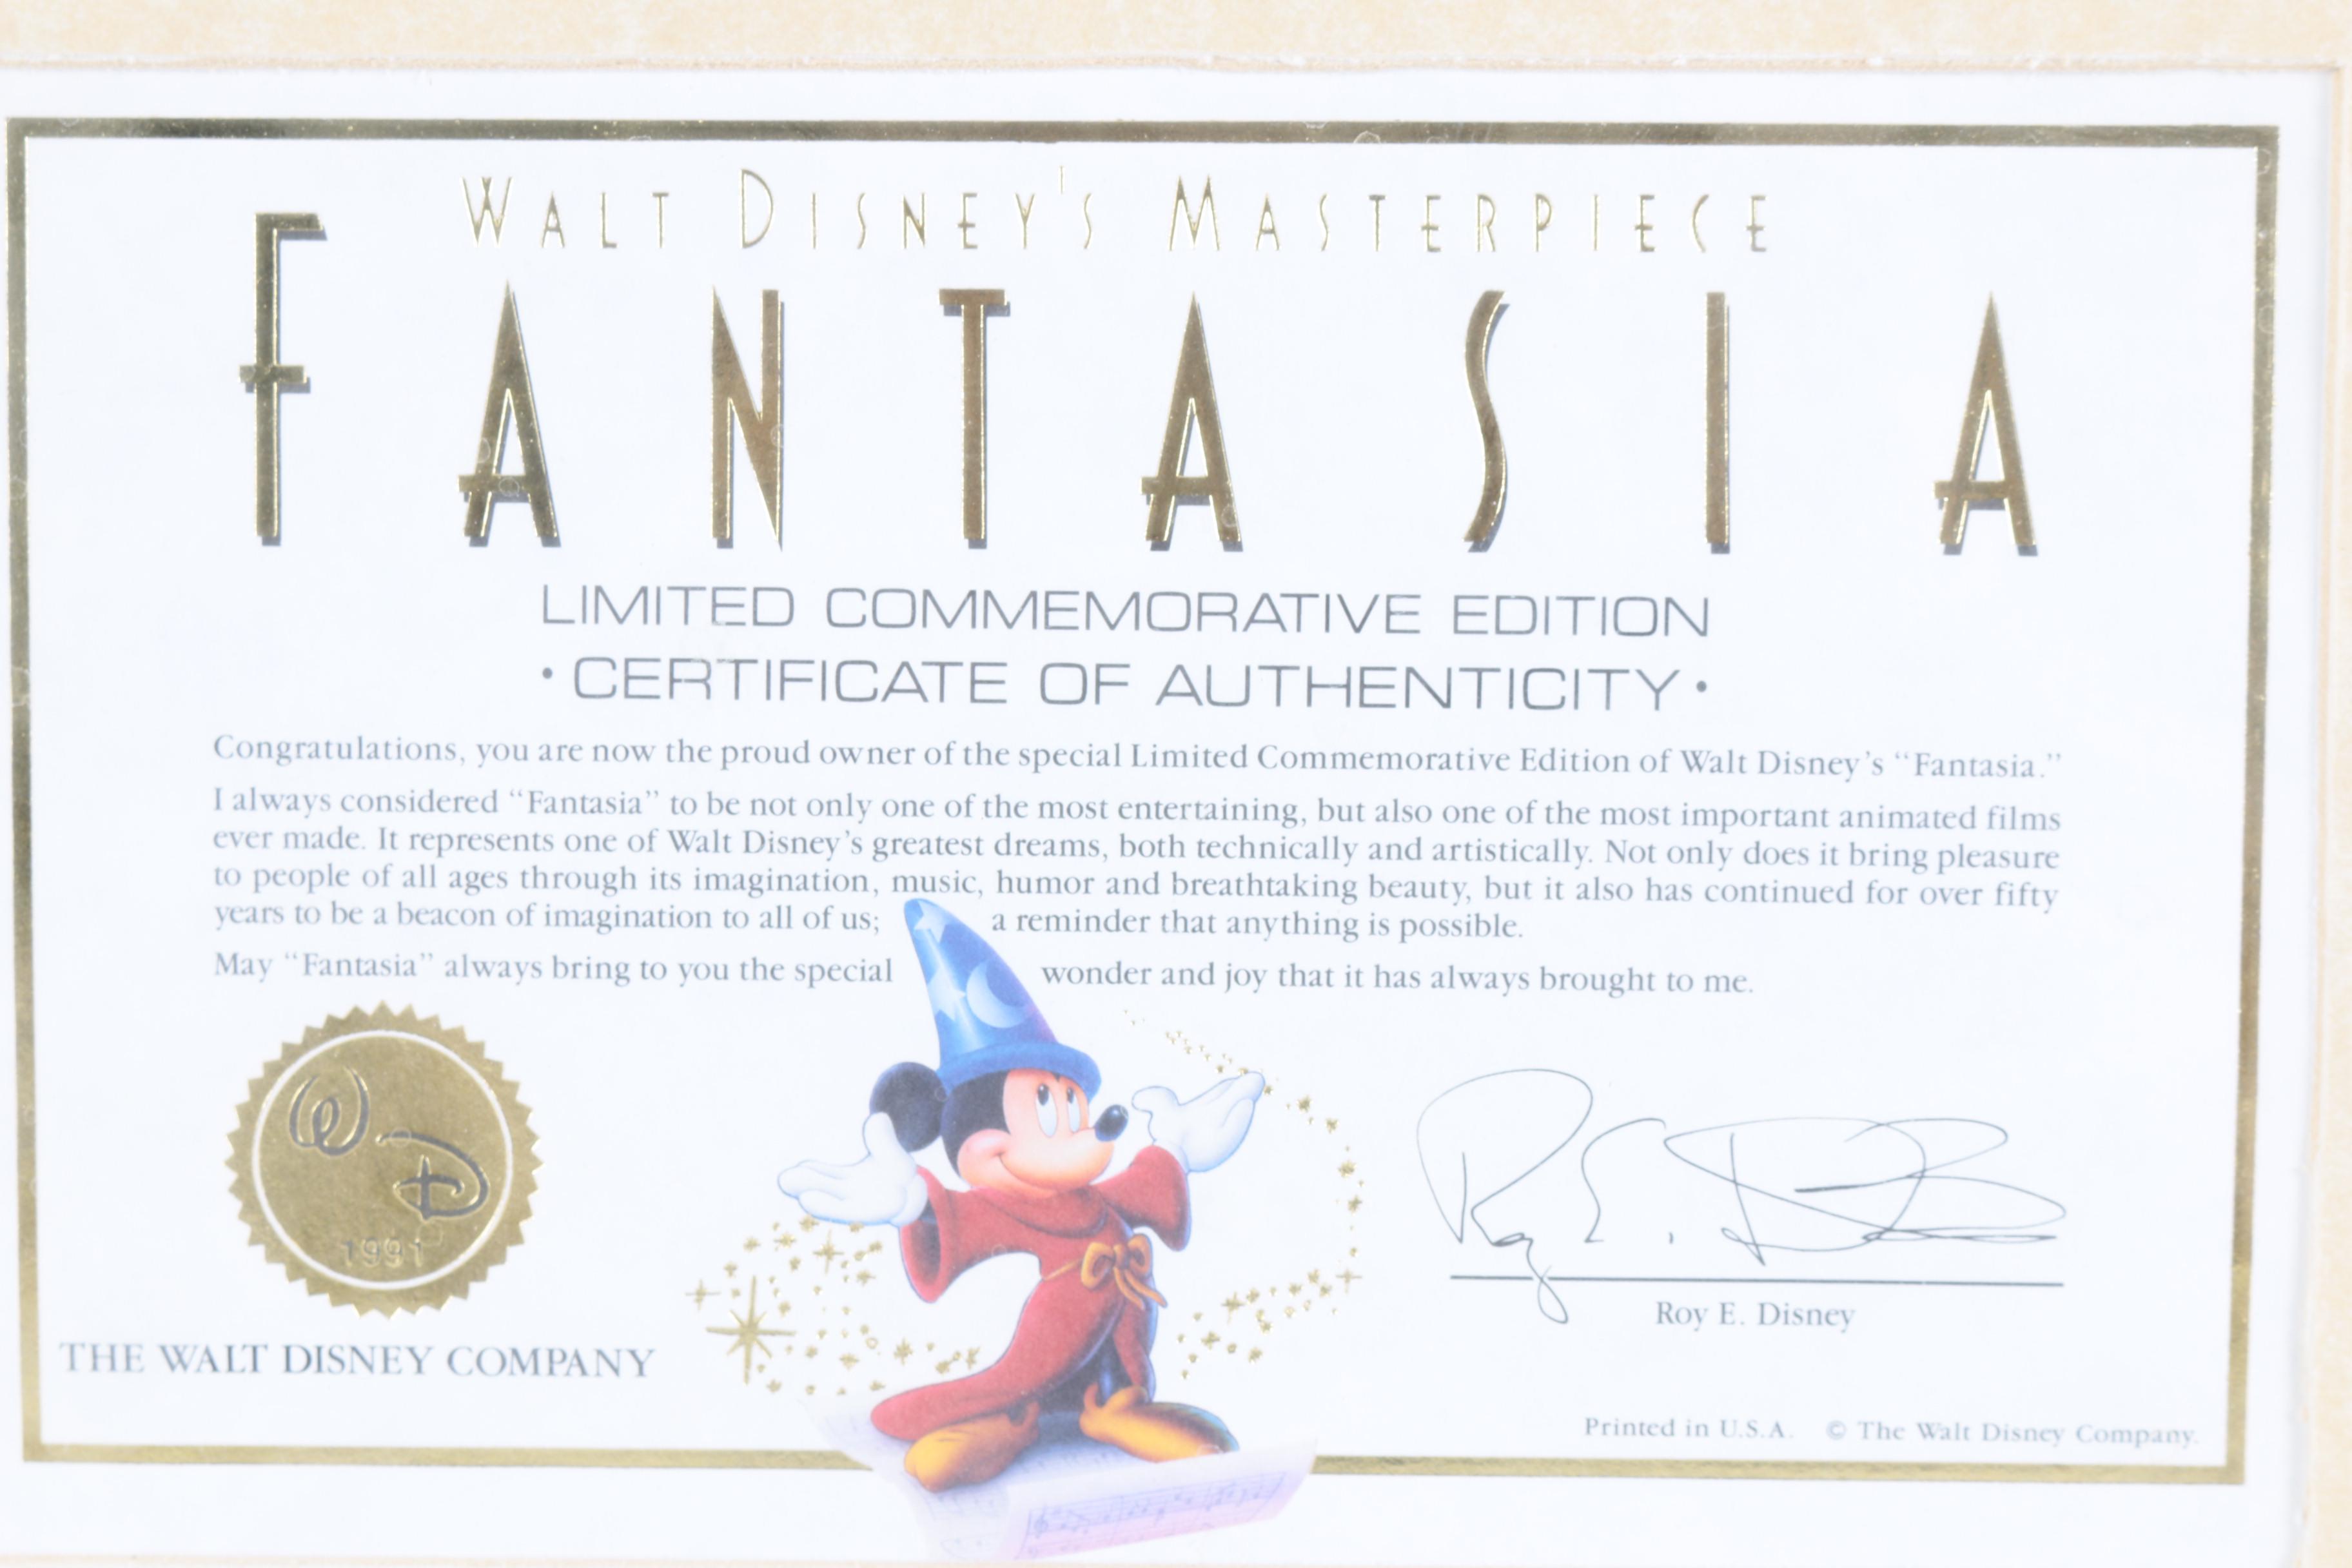 WALT DISNEY'S MASTERPIECE
FANTASIA
LIMITED COMMEMORATIVE EDITION
• CERTIFICATE OF AUTHENTICITY •
Congratulations, you are now the proud owner of the special Limited Commemorative Edition of Walt Disney's “Fantasia.”
I always considered “Fantasia” to be not only one of the most entertaining, but also one of the most important animated films
ever made. It represents one of Walt Disney's greatest dreams, both technically and artistically. Not only does it bring pleasure
to people of all ages through its imagination, music, humor and breathtaking beauty, but it also has continued for over fifty
years to be a beacon of imagination to all of us; a reminder that anything is possible.
May “Fantasia” always bring to you the special wonder and joy that it has always brought to me.
WD
1991
THE WALT DISNEY COMPANY
Roy E. Disney
Roy E. Disney
Printed in U.S.A. © The Walt Disney Company.